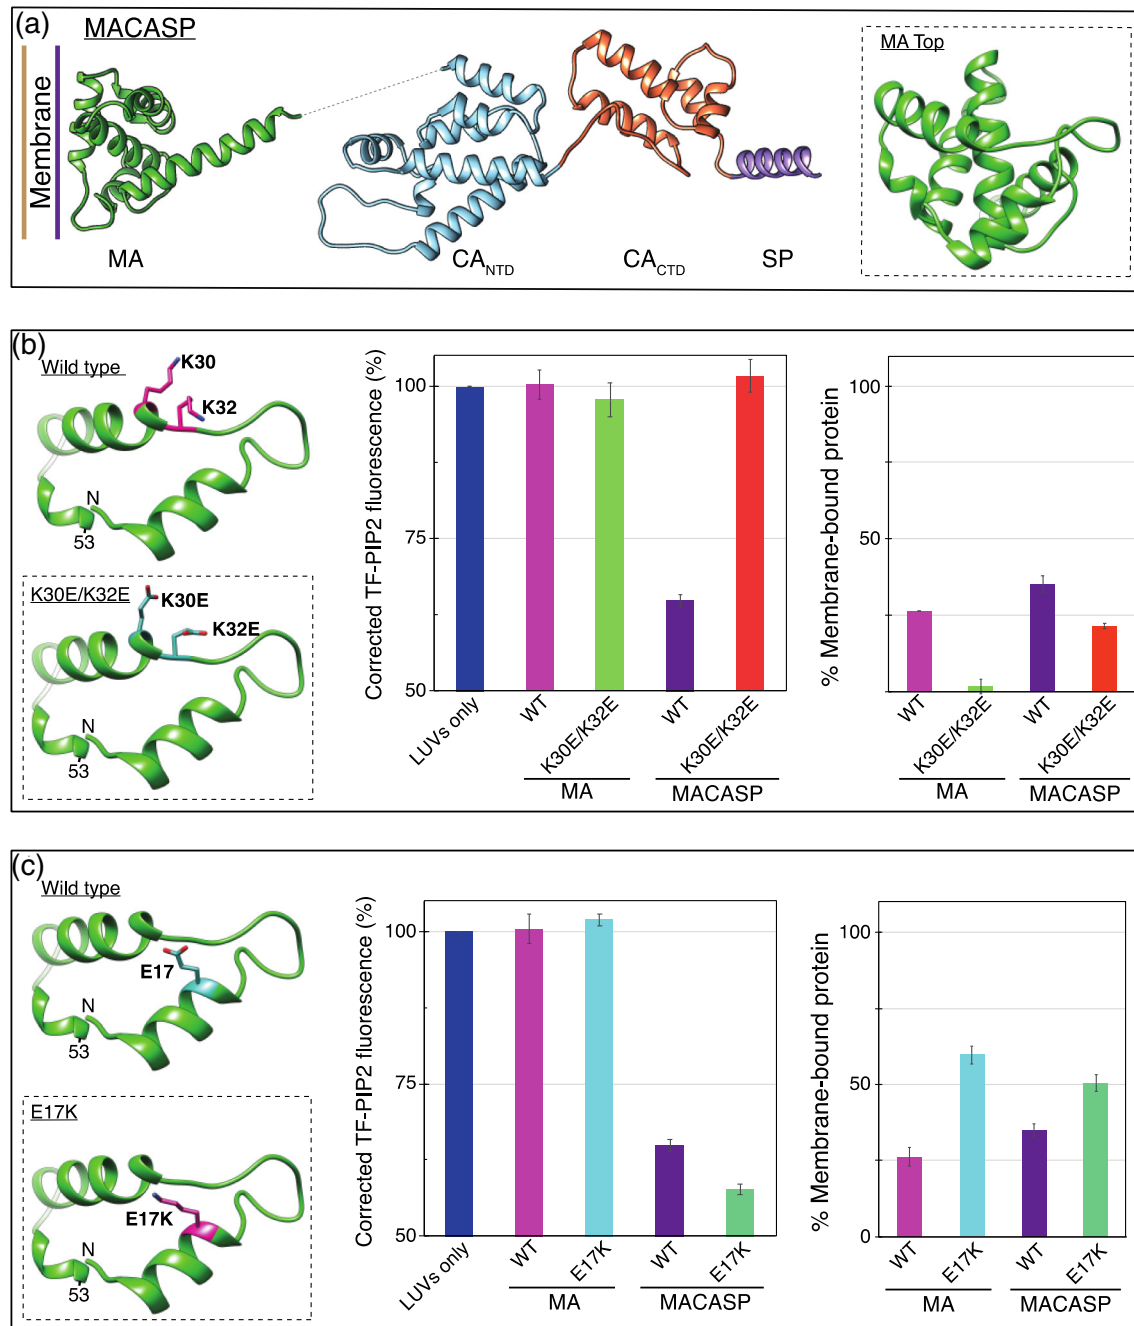 (a)
MACASP
MA Top
Membrane
MA
CANTD
CACTD
SP
(b)
Wild type
K30
K32
N
53
K30E/K32E
K30E
K32E
N
53
Corrected TF-PIP2 fluorescence (%)
100
75
50
LUVs only
WT
K30E/K32E
WT
K30E/K32E
MA
MACASP
% Membrane-bound protein
100
50
WT
K30E/K32E
WT
K30E/K32E
MA
MACASP
(c)
Wild type
E17
N
53
E17K
E17K
N
53
Corrected TF-PIP2 fluorescence (%)
100
75
50
LUVs only
WT
E17K
WT
E17K
MA
MACASP
% Membrane-bound protein
100
50
0
WT
E17K
WT
E17K
MA
MACASP